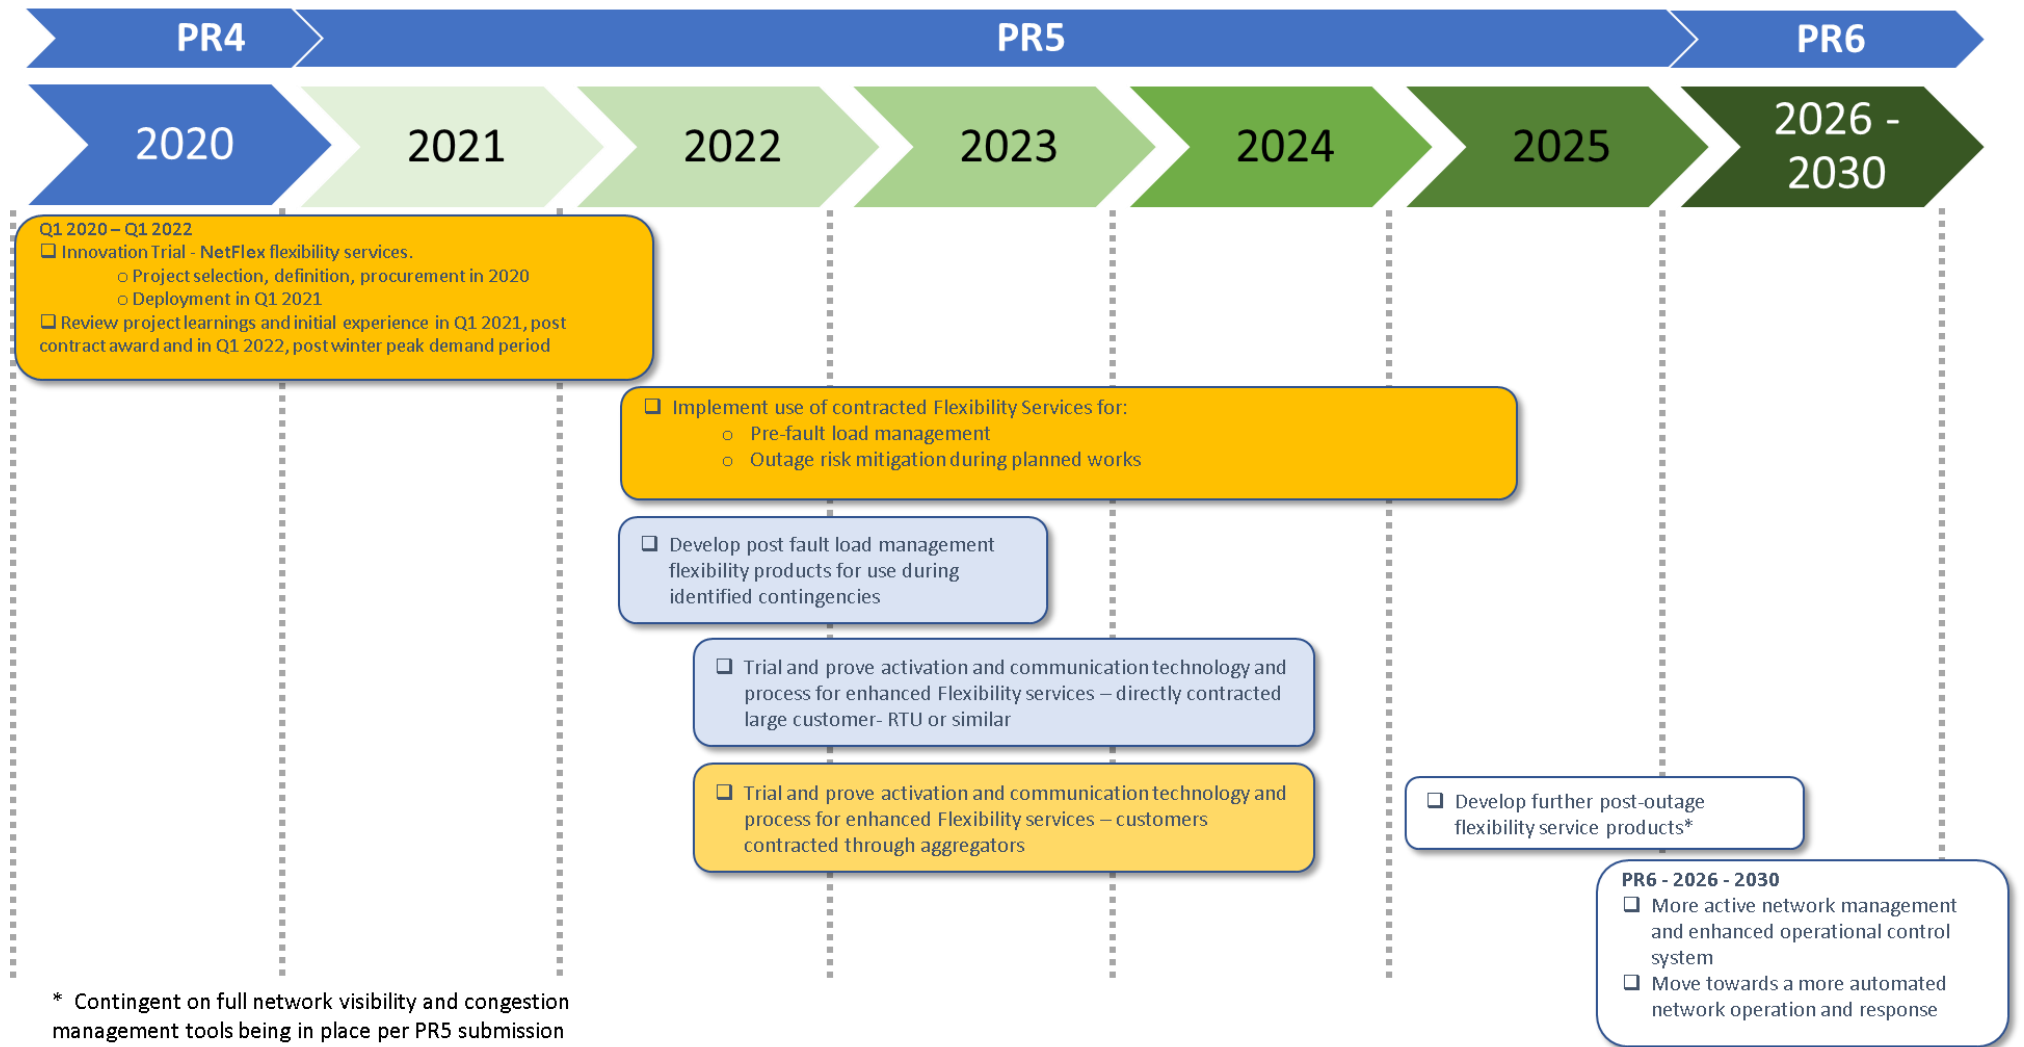 PR4
PR5
PR6
2020
2021
2022
2023
2024
2025
2026 -
2030
Q1 2020 – Q1 2022
❑ Innovation Trial - NetFlex flexibility services.
o Project selection, definition, procurement in 2020
o Deployment in Q1 2021
❑ Review project learnings and initial experience in Q1 2021, post
contract award and in Q1 2022, post winter peak demand period
❑ Implement use of contracted Flexibility Services for:
o Pre-fault load management
o Outage risk mitigation during planned works
❑ Develop post fault load management
flexibility products for use during
identified contingencies
❑ Trial and prove activation and communication technology and
process for enhanced Flexibility services – directly contracted
large customer- RTU or similar
❑ Trial and prove activation and communication technology and
process for enhanced Flexibility services – customers
contracted through aggregators
❑ Develop further post-outage
flexibility service products*
PR6 - 2026 - 2030
❑ More active network management
and enhanced operational control
system
❑ Move towards a more automated
network operation and response
* Contingent on full network visibility and congestion
management tools being in place per PR5 submission